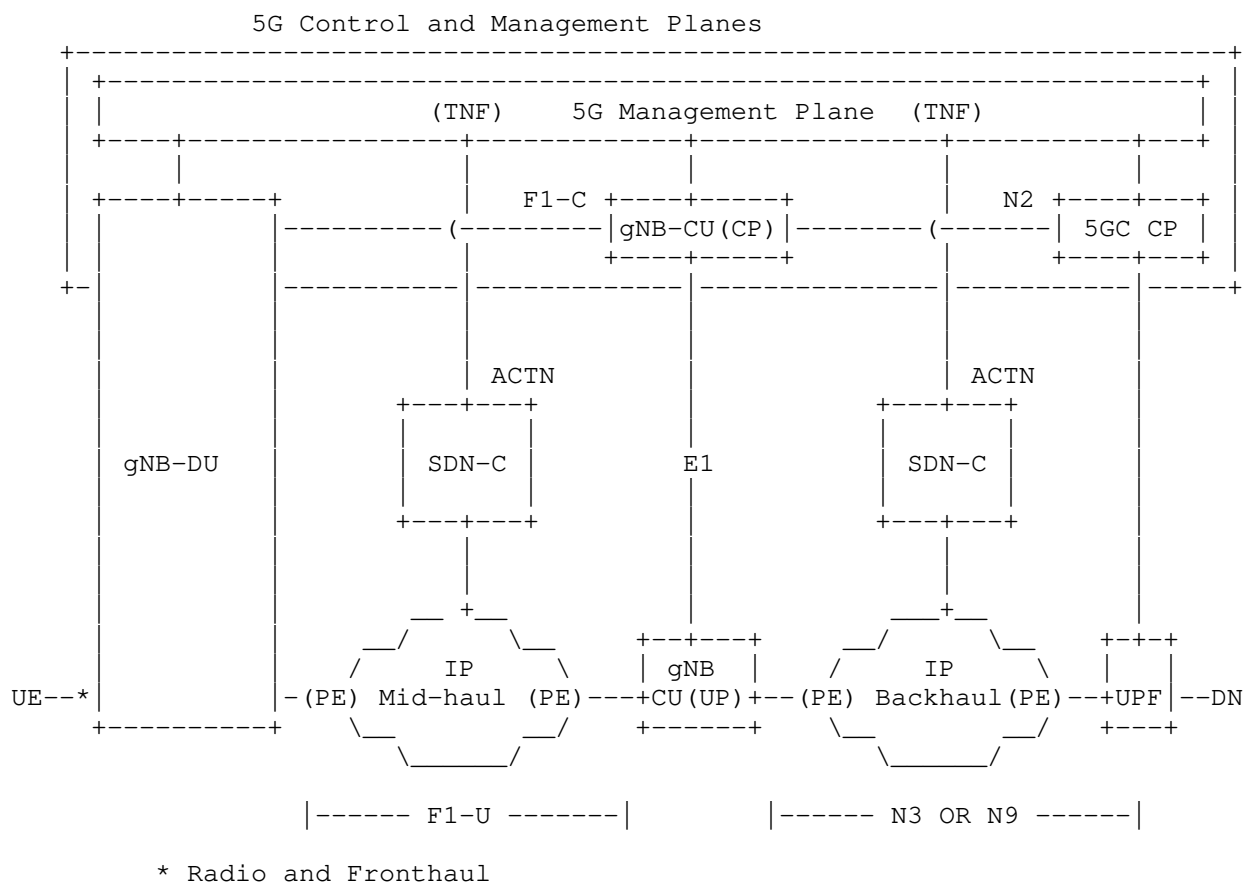 5G Control and Management Planes
(TNF) 5G Management Plane (TNF)
F1-C N2
gNB-CU(CP) 5GC CP
ACTN ACTN
gNB-DU SDN-C E1 SDN-C
IP gNB IP
UE--* (PE) Mid-haul (PE) CU(UP) (PE) Backhaul(PE) UPF --DN
F1-U N3 OR N9
* Radio and Fronthaul